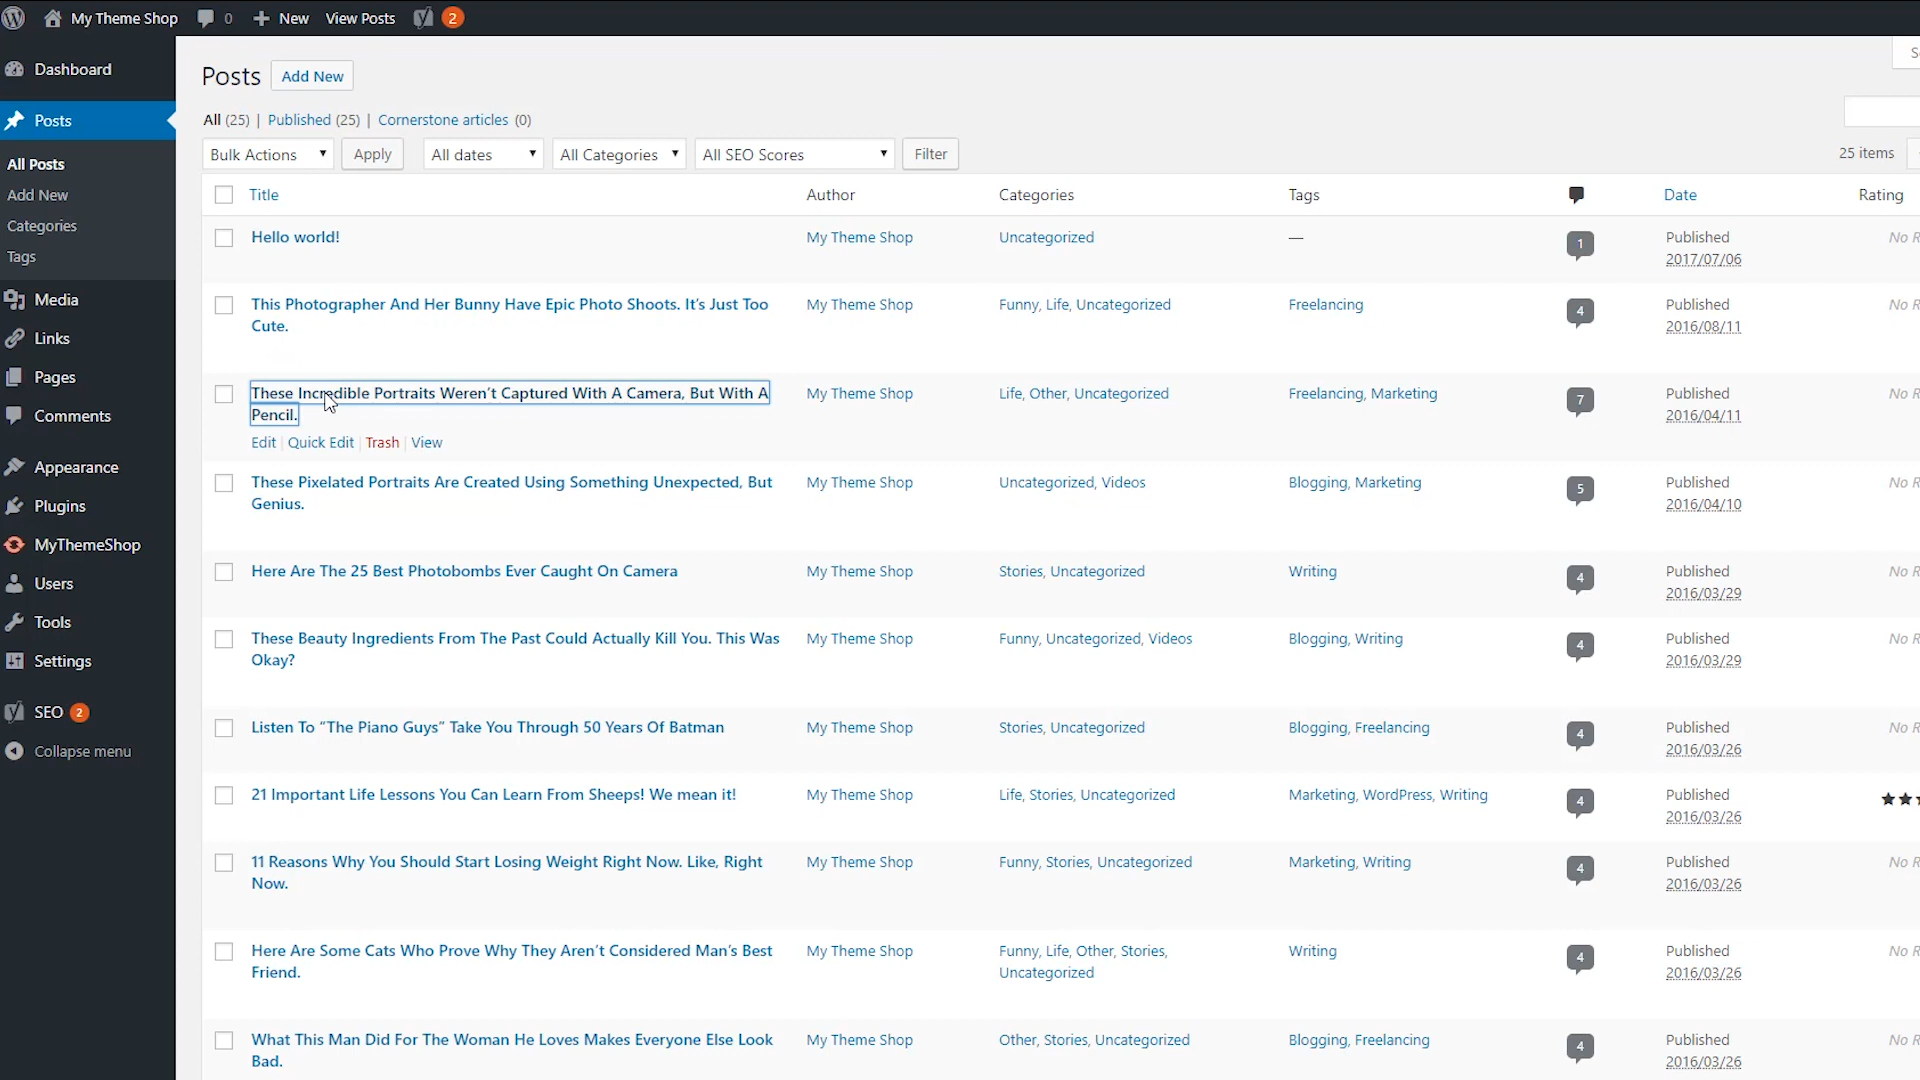 My Theme Shop 0 New View Posts 2
Dashboard
Posts
All Posts
Add New
Categories
Tags
Media
Links
Pages
Comments
Appearance
Plugins
MyThemeShop
Users
Tools
Settings
SEO 2
Collapse menu
Posts Add New
All (25) | Published (25) | Cornerstone articles (0)
Bulk Actions Apply All dates All Categories All SEO Scores Filter 25 items
Title Author Categories Tags Date Rating
Hello world! My Theme Shop Uncategorized — 1 Published No R
2017/07/06
This Photographer And Her Bunny Have Epic Photo Shoots. It’s Just Too My Theme Shop Funny, Life, Uncategorized Freelancing 4 Published No R
Cute. 2016/08/11
These Incredible Portraits Weren’t Captured With A Camera, But With A My Theme Shop Life, Other, Uncategorized Freelancing, Marketing 7 Published No R
Pencil. 2016/04/11
Edit | Quick Edit | Trash | View
These Pixelated Portraits Are Created Using Something Unexpected, But My Theme Shop Uncategorized, Videos Blogging, Marketing 5 Published No R
Genius. 2016/04/10
Here Are The 25 Best Photobombs Ever Caught On Camera My Theme Shop Stories, Uncategorized Writing 4 Published No R
2016/03/29
These Beauty Ingredients From The Past Could Actually Kill You. This Was My Theme Shop Funny, Uncategorized, Videos Blogging, Writing 4 Published No R
Okay? 2016/03/29
Listen To “The Piano Guys” Take You Through 50 Years Of Batman My Theme Shop Stories, Uncategorized Blogging, Freelancing 4 Published No R
2016/03/26
21 Important Life Lessons You Can Learn From Sheeps! We mean it! My Theme Shop Life, Stories, Uncategorized Marketing, WordPress, Writing 4 Published
2016/03/26
11 Reasons Why You Should Start Losing Weight Right Now. Like, Right My Theme Shop Funny, Stories, Uncategorized Marketing, Writing 4 Published No R
Now. 2016/03/26
Here Are Some Cats Who Prove Why They Aren’t Considered Man’s Best My Theme Shop Funny, Life, Other, Stories, Writing 4 Published No R
Friend. Uncategorized 2016/03/26
What This Man Did For The Woman He Loves Makes Everyone Else Look My Theme Shop Other, Stories, Uncategorized Blogging, Freelancing 4 Published No R
Bad. 2016/03/26